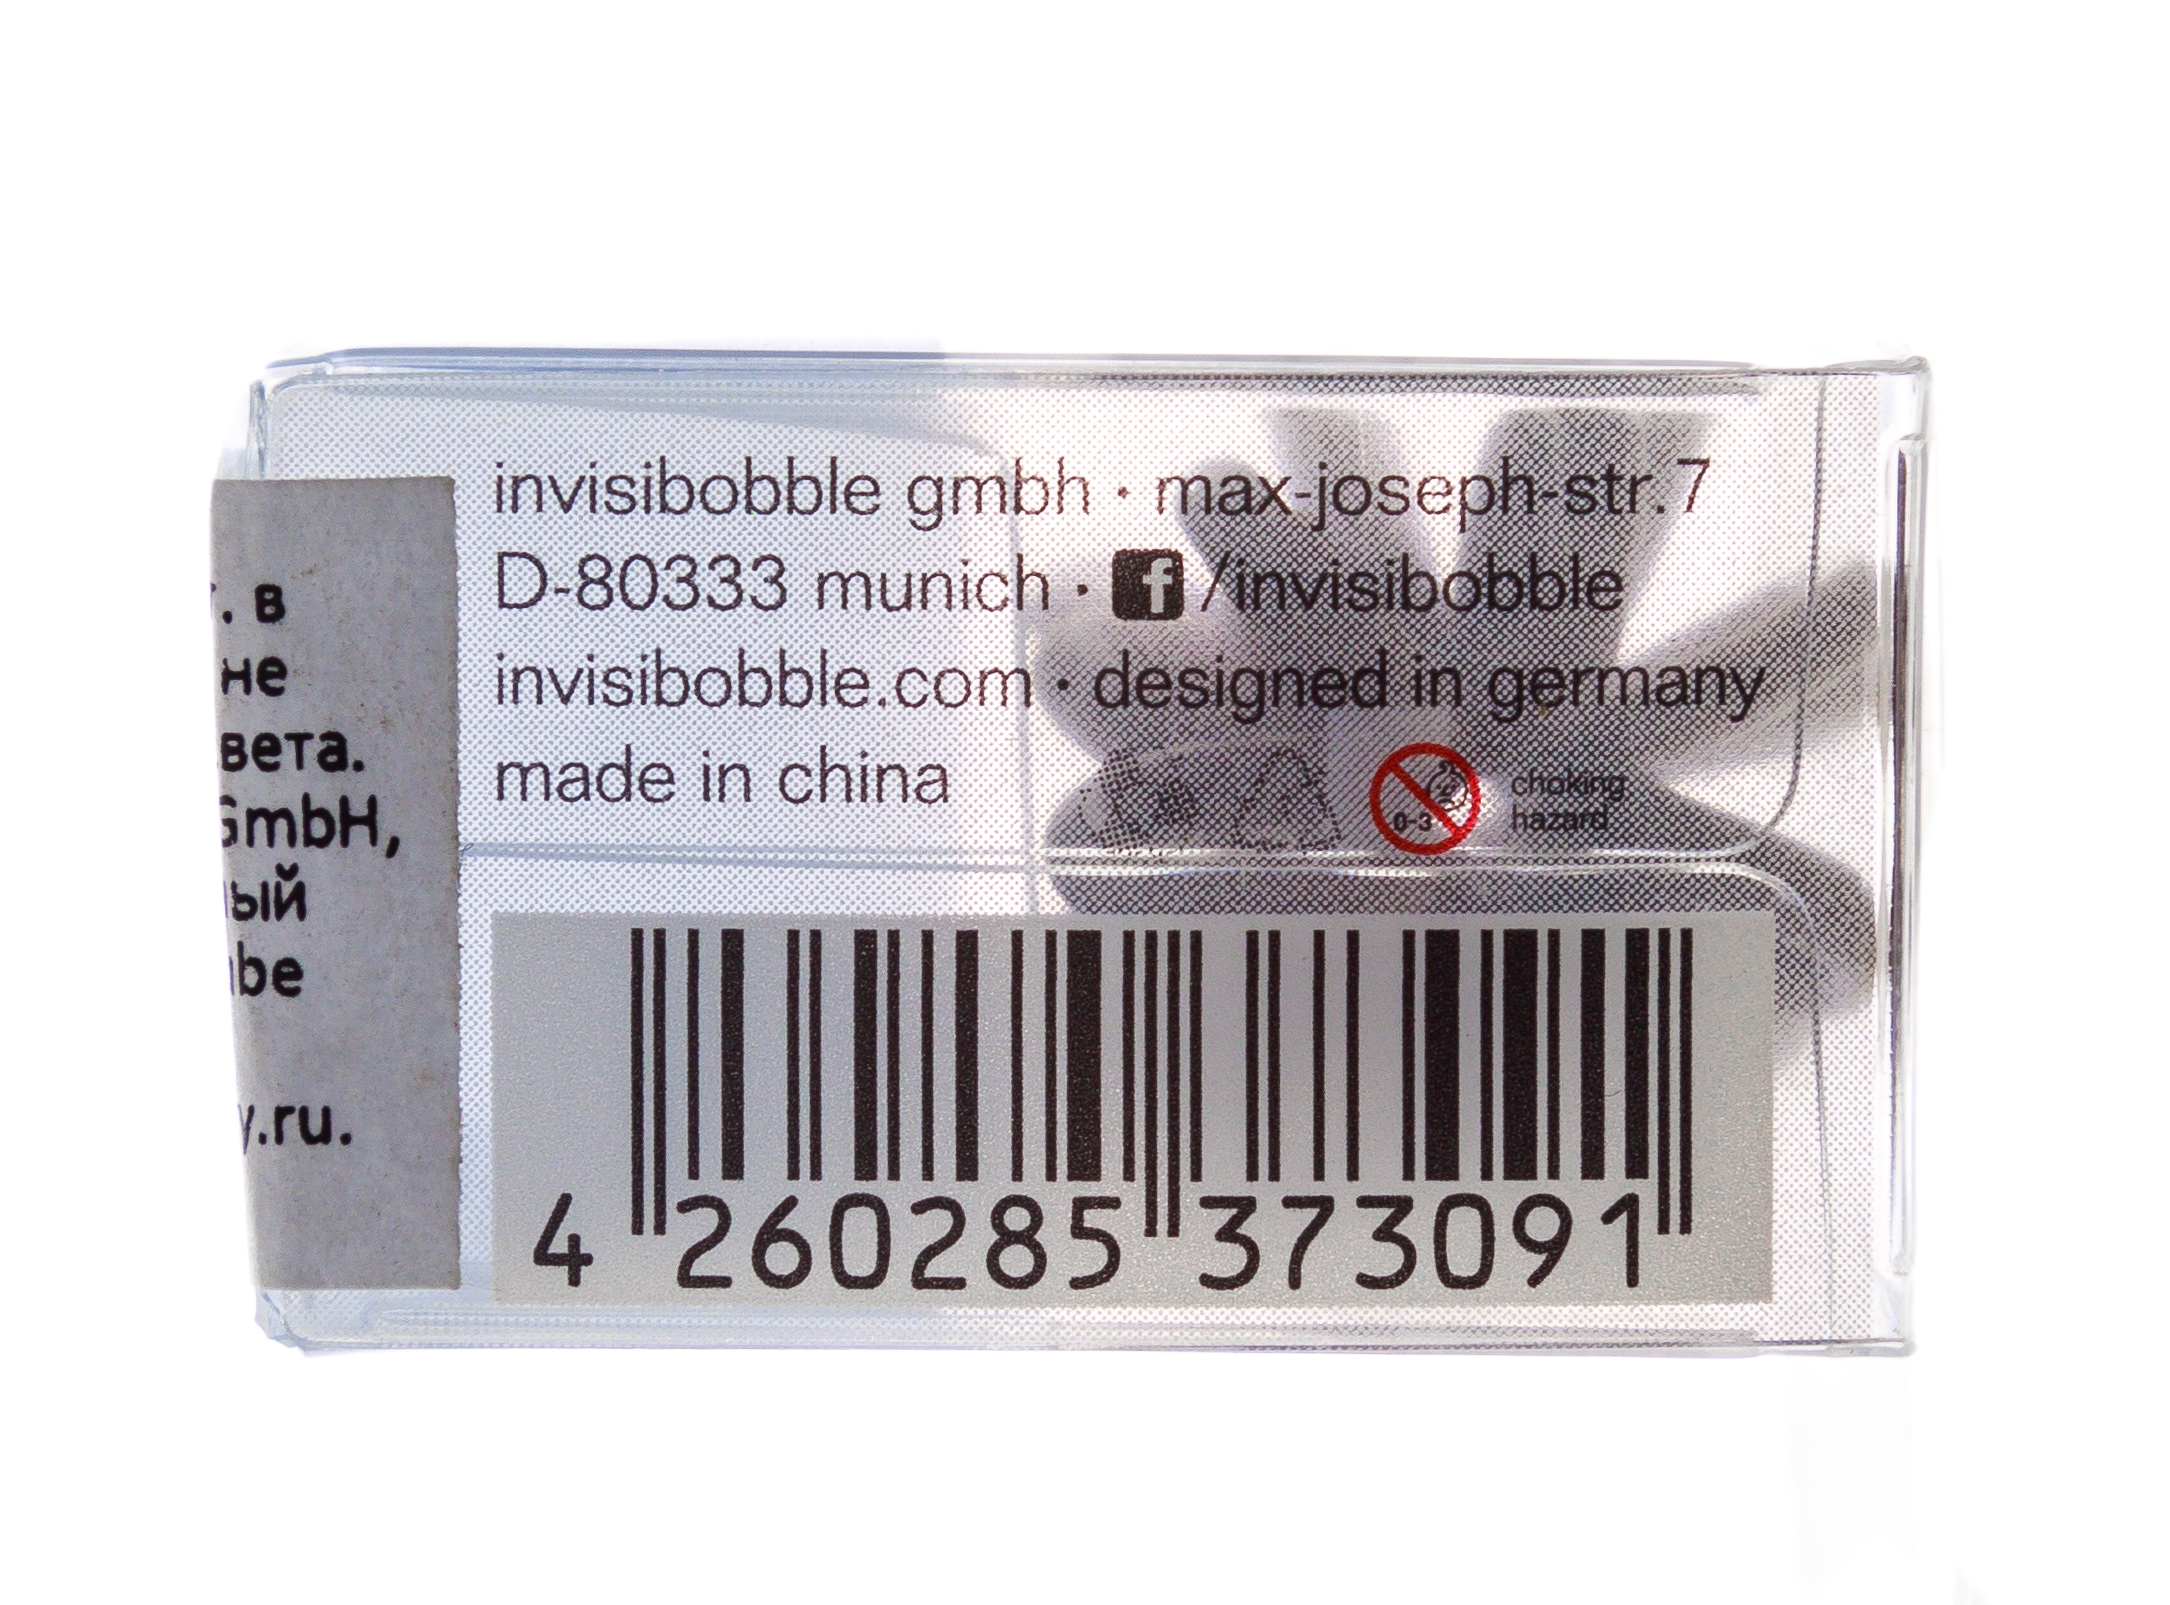 invisibobble gmbh · max-joseph-str.7
D-80333 munich · f /invisibobble
invisibobble.com · designed in germany
made in china
0-3
choking
hazard
4 260285 373091
. в
не
вета.
GmbH,
ый
be
y.ru.